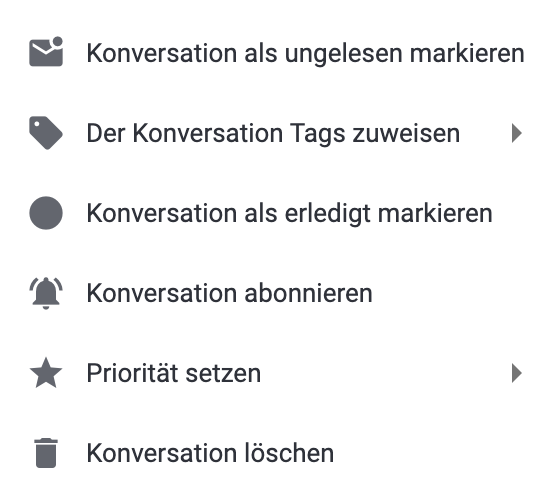 Konversation als ungelesen markieren
Der Konversation Tags zuweisen
Konversation als erledigt markieren
Konversation abonnieren
Priorität setzen
Konversation löschen